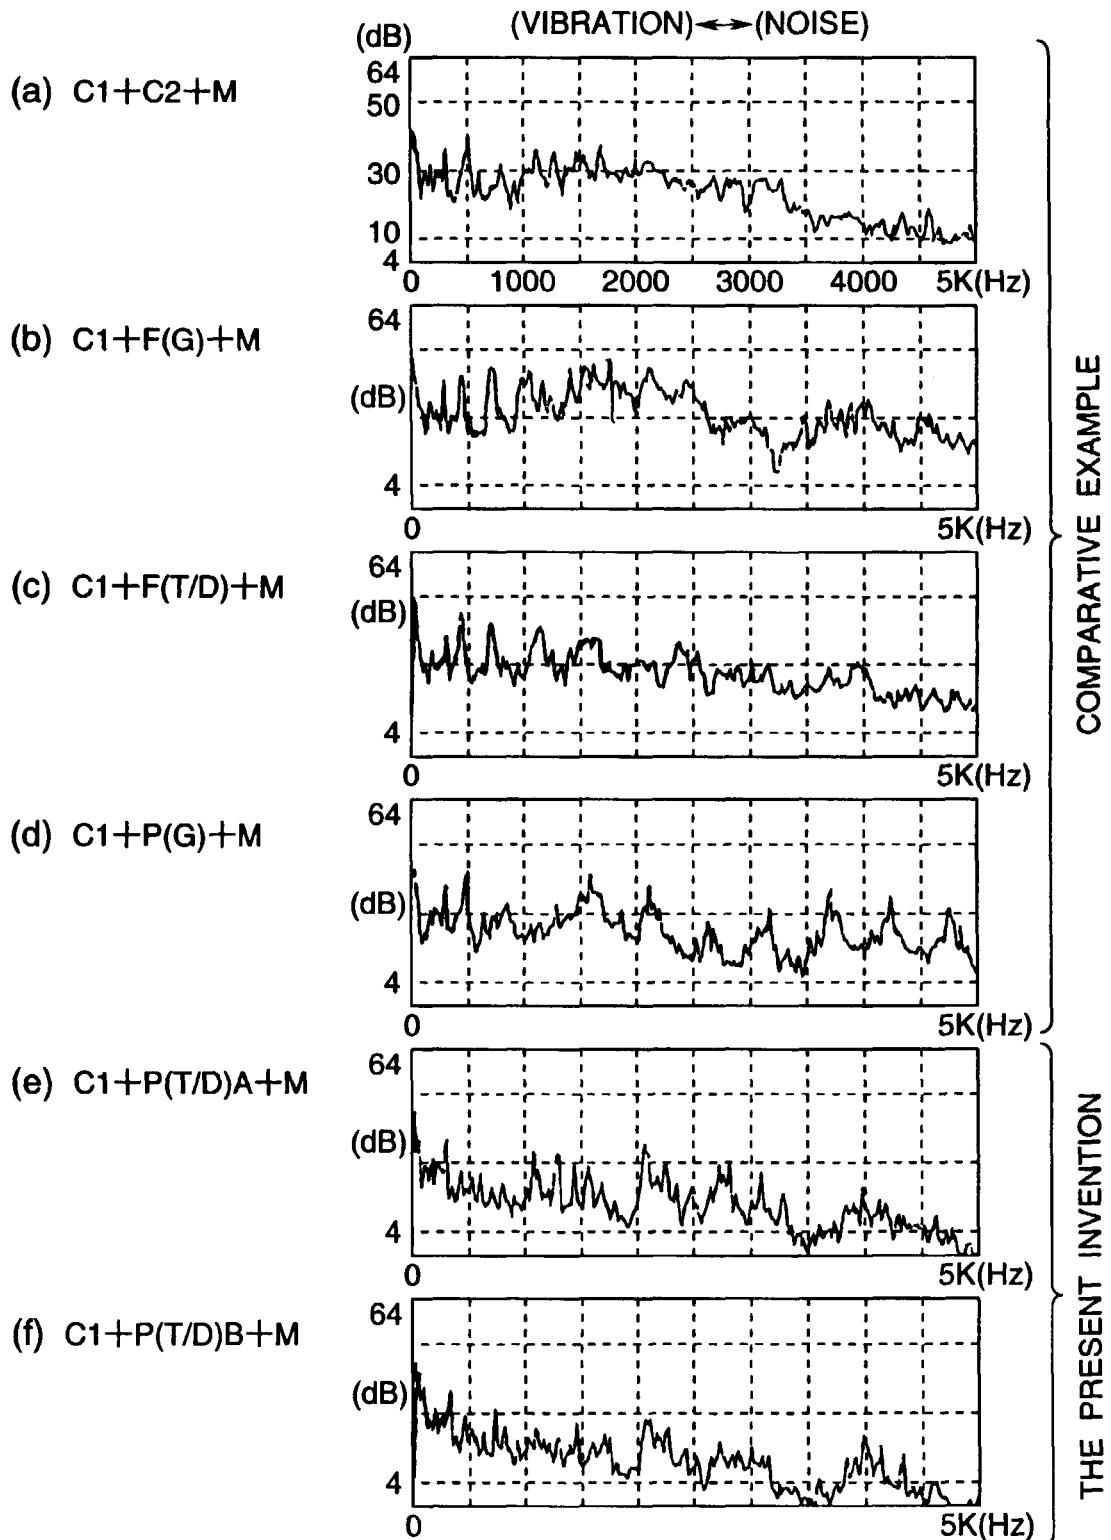 (VIBRATION)↔(NOISE)
(dB)
(a) C1+C2+M
64
50
30
10
4
0 1000 2000 3000 4000 5K(Hz)
(b) C1+F(G)+M
64
(dB)
4
0 5K(Hz)
(c) C1+F(T/D)+M
64
(dB)
4
0 5K(Hz)
(d) C1+P(G)+M
64
(dB)
4
0 5K(Hz)
COMPARATIVE EXAMPLE
(e) C1+P(T/D)A+M
64
(dB)
4
0 5K(Hz)
(f) C1+P(T/D)B+M
64
(dB)
4
0 5K(Hz)
THE PRESENT INVENTION